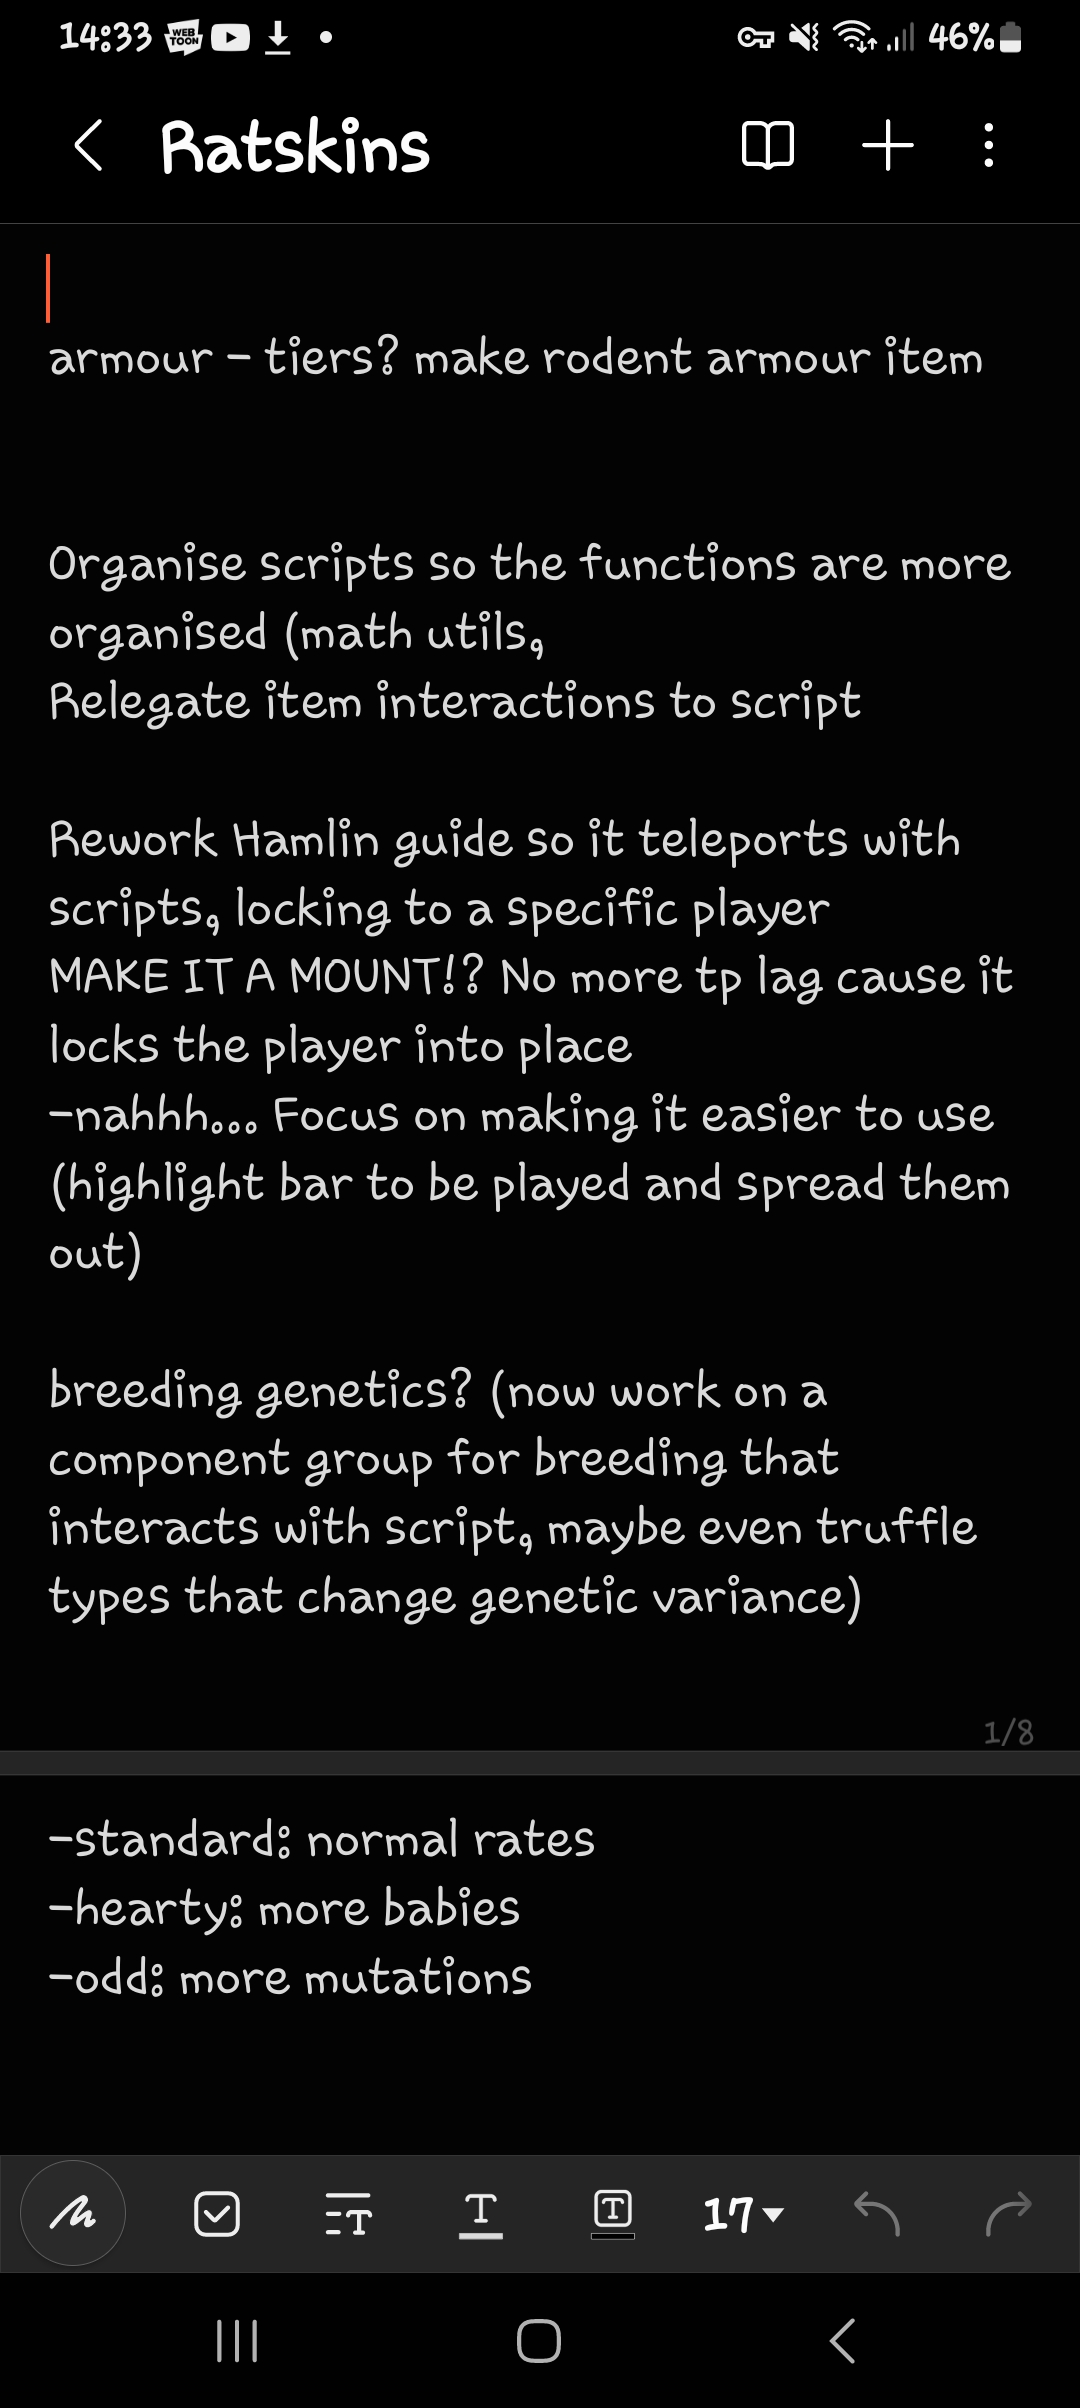 14:33 WEB TOON 46%
Ratskins
armour - tiers? make rodent armour item
Organise scripts so the functions are more
organised (math utils,
Relegate item interactions to script
Rework Hamlin guide so it teleports with
scripts, locking to a specific player
MAKE IT A MOUNT!? No more tp lag cause it
locks the player into place
-nahhh... Focus on making it easier to use
(highlight bar to be played and spread them
out)
breeding genetics? (now work on a
component group for breeding that
interacts with script, maybe even truffle
types that change genetic variance)
1/8
-standard: normal rates
-hearty: more babies
-odd: more mutations
T T T 17